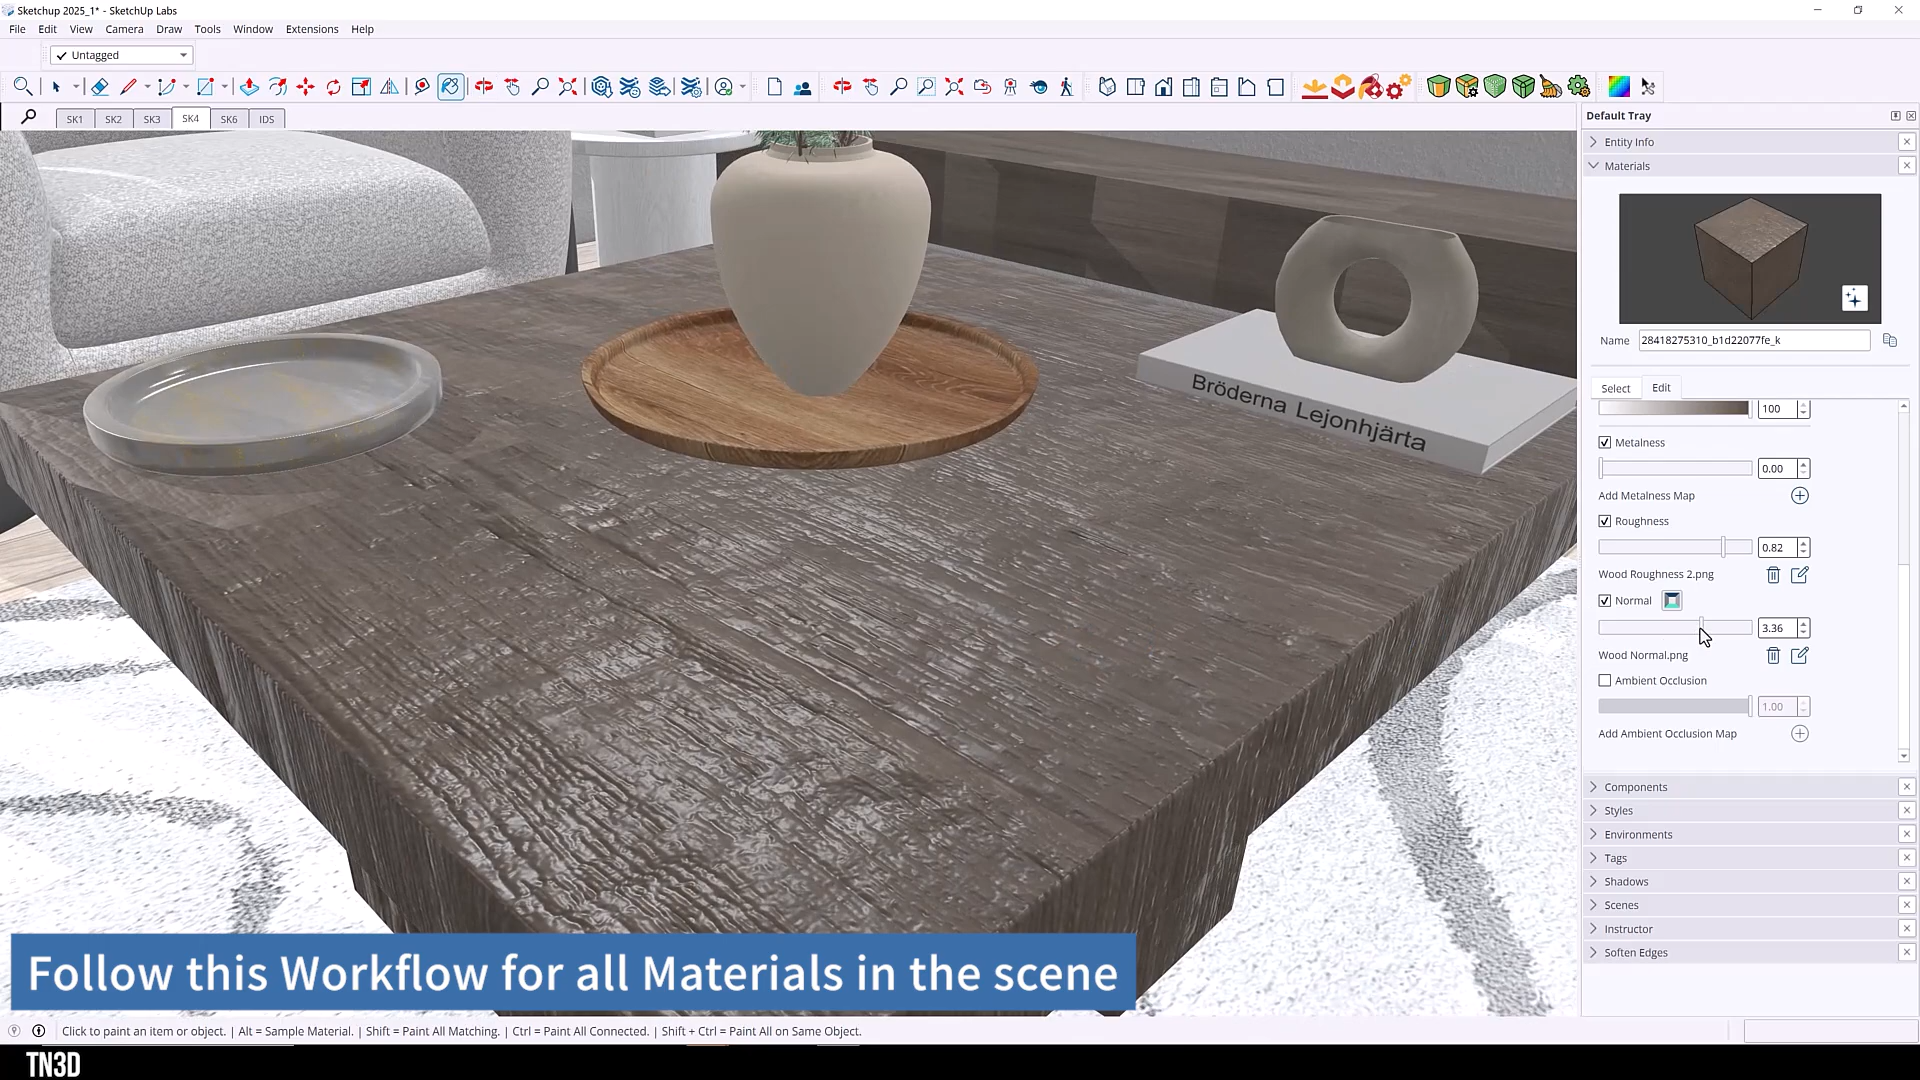 Sketchup 2025_1* - SketchUp Labs
File Edit View Camera Draw Tools Window Extensions Help
Untagged
SK1 SK2 SK3 SK4 SK6 IDS
Default Tray
Entity Info
Materials
Name 28418275310_b1d22077fe_k
Select Edit
100
Metalness
0.00
Add Metalness Map
Roughness
0.82
Wood Roughness 2.png
Normal
3.36
Wood Normal.png
Ambient Occlusion
1.00
Add Ambient Occlusion Map
Components
Styles
Environments
Tags
Shadows
Scenes
Instructor
Soften Edges
Bröderna Lejonhjärta
Follow this Workflow for all Materials in the scene
Click to paint an item or object. | Alt = Sample Material. | Shift = Paint All Matching. | Ctrl = Paint All Connected. | Shift + Ctrl = Paint All on Same Object.
TN3D